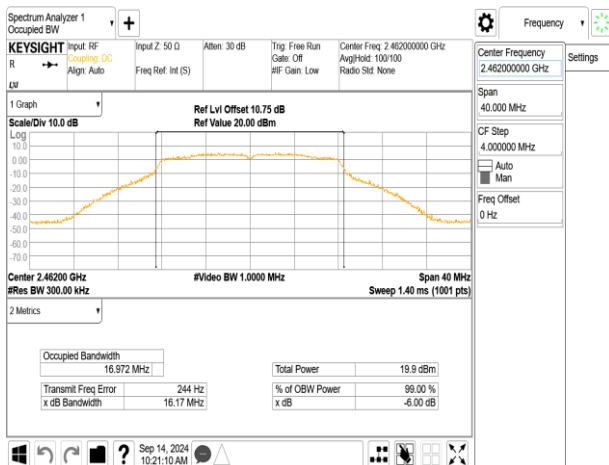 Spectrum Analyzer 1
Occupied BW
Frequency
KEYSIGHT
R
LXI
Input: RF
Coupling: DC
Align: Auto
Input Z: 50 Ω
Freq Ref: Int (S)
Atten: 30 dB
Trig: Free Run
Gate: Off
#IF Gain: Low
Center Freq: 2.462000000 GHz
Avg|Hold: 100/100
Radio Std: None
Center Frequency
2.462000000 GHz
Settings
Span
40.000 MHz
CF Step
4.000000 MHz
Auto
Man
Freq Offset
0 Hz
1 Graph
Scale/Div 10.0 dB
Ref Lvl Offset 10.75 dB
Ref Value 20.00 dBm
Log
10.0
0.00
-10.0
-20.0
-30.0
-40.0
-50.0
-60.0
-70.0
Center 2.46200 GHz
#Video BW 1.0000 MHz
Span 40 MHz
#Res BW 300.00 kHz
Sweep 1.40 ms (1001 pts)
2 Metrics
Occupied Bandwidth
16.972 MHz
Total Power 19.9 dBm
Transmit Freq Error 244 Hz
% of OBW Power 99.00 %
x dB Bandwidth 16.17 MHz
x dB -6.00 dB
Sep 14, 2024
10:21:10 AM